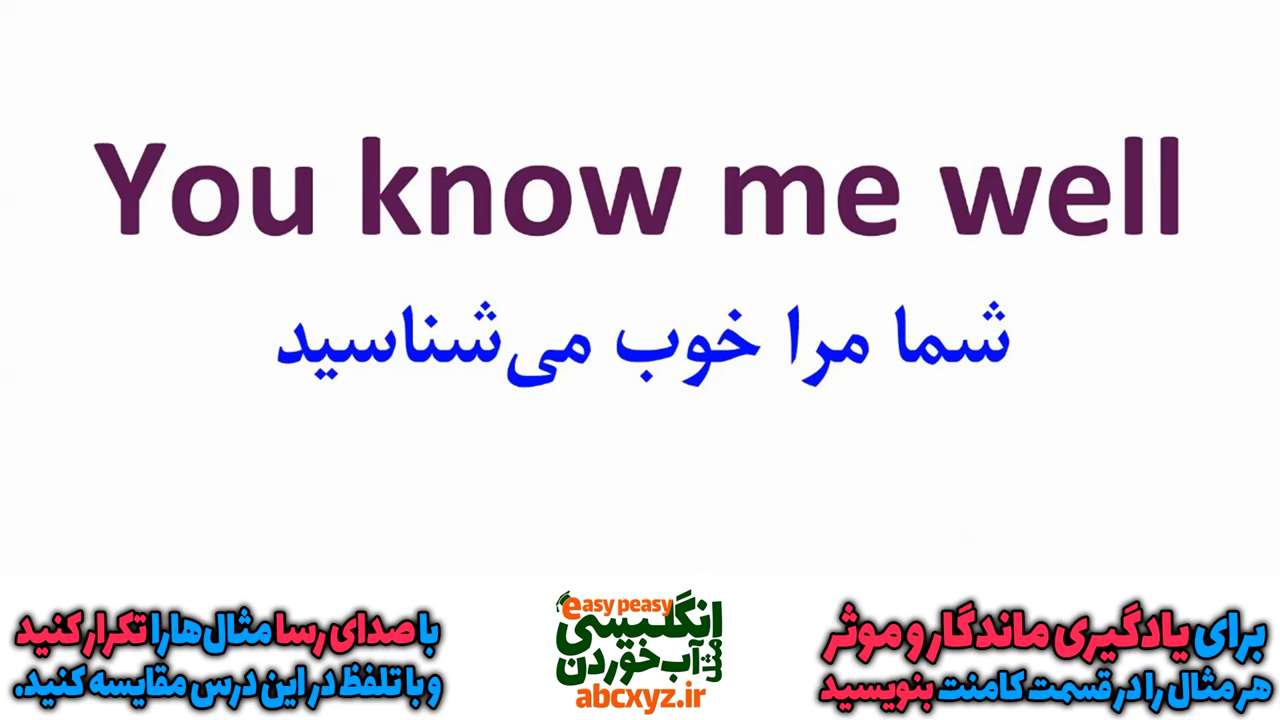 You know me well
شما مرا خوب می‌شناسید
برای یادگیری ماندگار و موثر
هر مثال را در قسمت کامنت بنویسید
easy peasy
انگلیسی
مثل آب خوردن
abcxyz.ir
با صدای رسا مثال‌ها را تکرار کنید
و با تلفظ در این درس مقایسه کنید.